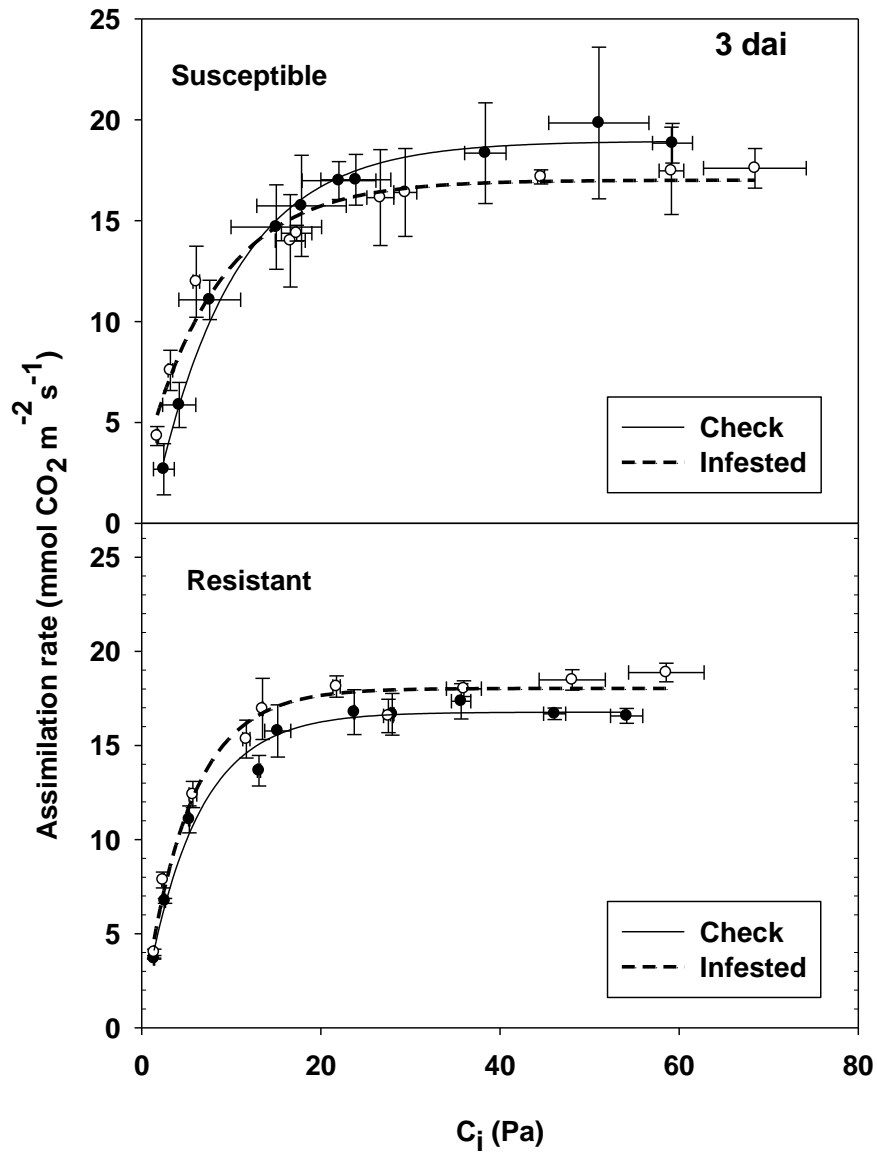 25
3 dai
Susceptible
20
15
10
5
0
Check
Infested
Assimilation rate (mmol CO2 m-2 s-1)
Resistant
25
20
15
10
5
0
Check
Infested
0 20 40 60 80
Ci (Pa)